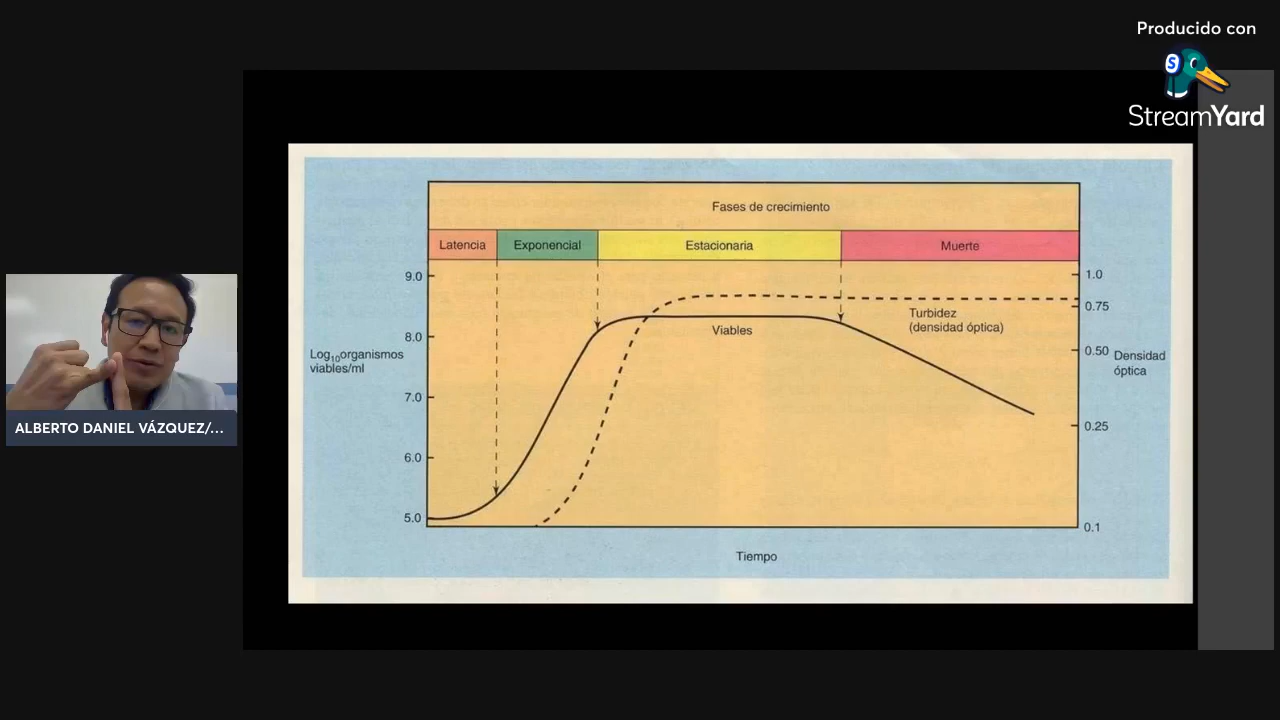 Producido con
StreamYard
Fases de crecimiento
Latencia
Exponencial
Estacionaria
Muerte
9.0
8.0
7.0
6.0
5.0
Log10organismos
viables/ml
Viables
Turbidez
(densidad óptica)
1.0
0.75
0.50
0.25
0.1
Densidad
óptica
Tiempo
ALBERTO DANIEL VÁZQUEZ/...